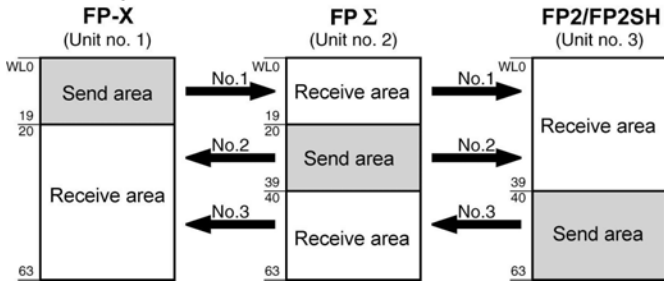 FP-X
(Unit no. 1)
FP Σ
(Unit no. 2)
FP2/FP2SH
(Unit no. 3)
WL0
Send area
19
20
Receive area
63
No.1
No.2
No.3
WL0
Receive area
19
20
Send area
39
40
Receive area
63
No.1
No.2
No.3
WL0
Receive area
39
40
Send area
63